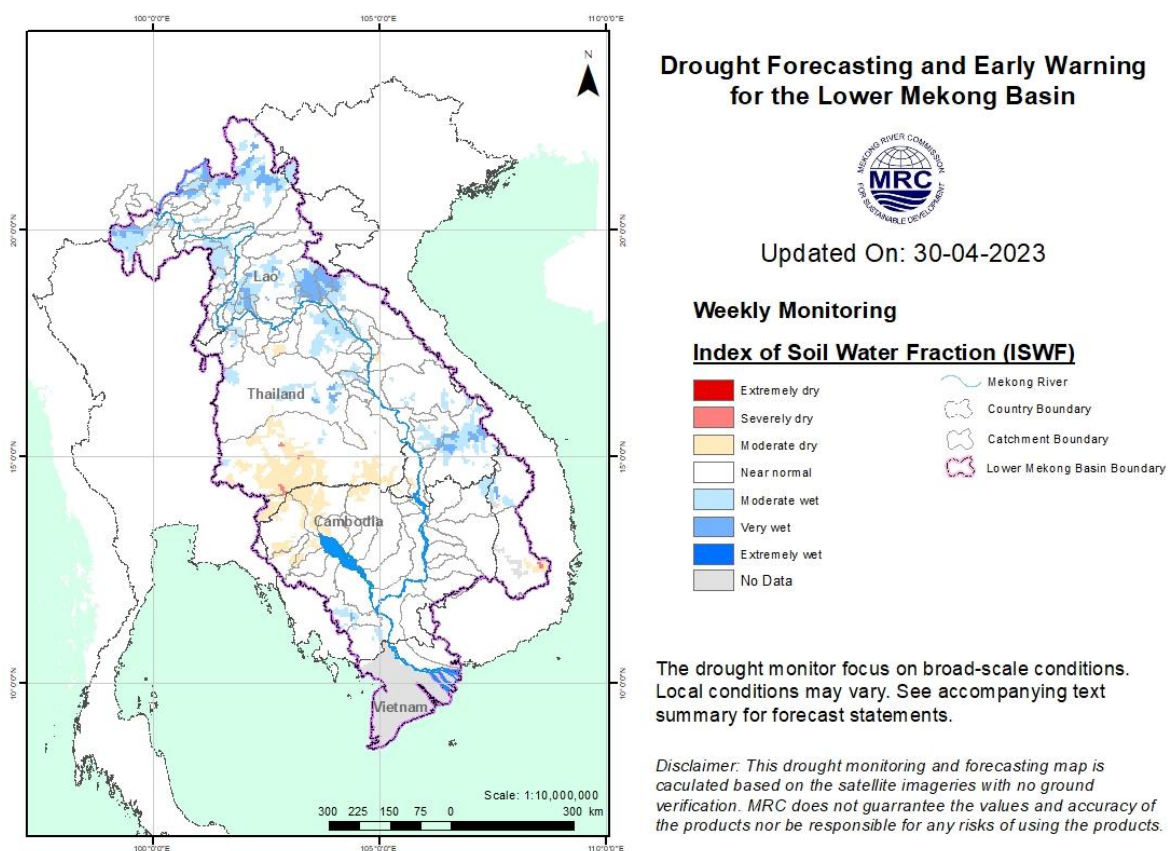 100°0'0"E
105°0'0"E
110°0'0"E
N
20°0'0"N
20°0'0"N
Lao
Thailand
15°0'0"N
15°0'0"N
Cambodia
10°0'0"N
10°0'0"N
Vietnam
Scale: 1:10,000,000
300 225 150 75 0 300 km
100°0'0"E
105°0'0"E
110°0'0"E
Drought Forecasting and Early Warning
for the Lower Mekong Basin
MEKONG RIVER COMMISSION
MRC
FOR SUSTAINABLE DEVELOPMENT
Updated On: 30-04-2023
Weekly Monitoring
Index of Soil Water Fraction (ISWF)
Extremely dry
Severely dry
Moderate dry
Near normal
Moderate wet
Very wet
Extremely wet
No Data
Mekong River
Country Boundary
Catchment Boundary
Lower Mekong Basin Boundary
The drought monitor focus on broad-scale conditions.
Local conditions may vary. See accompanying text
summary for forecast statements.
Disclaimer: This drought monitoring and forecasting map is
caculated based on the satellite imageries with no ground
verification. MRC does not guarrantee the values and accuracy of
the products nor be responsible for any risks of using the products.